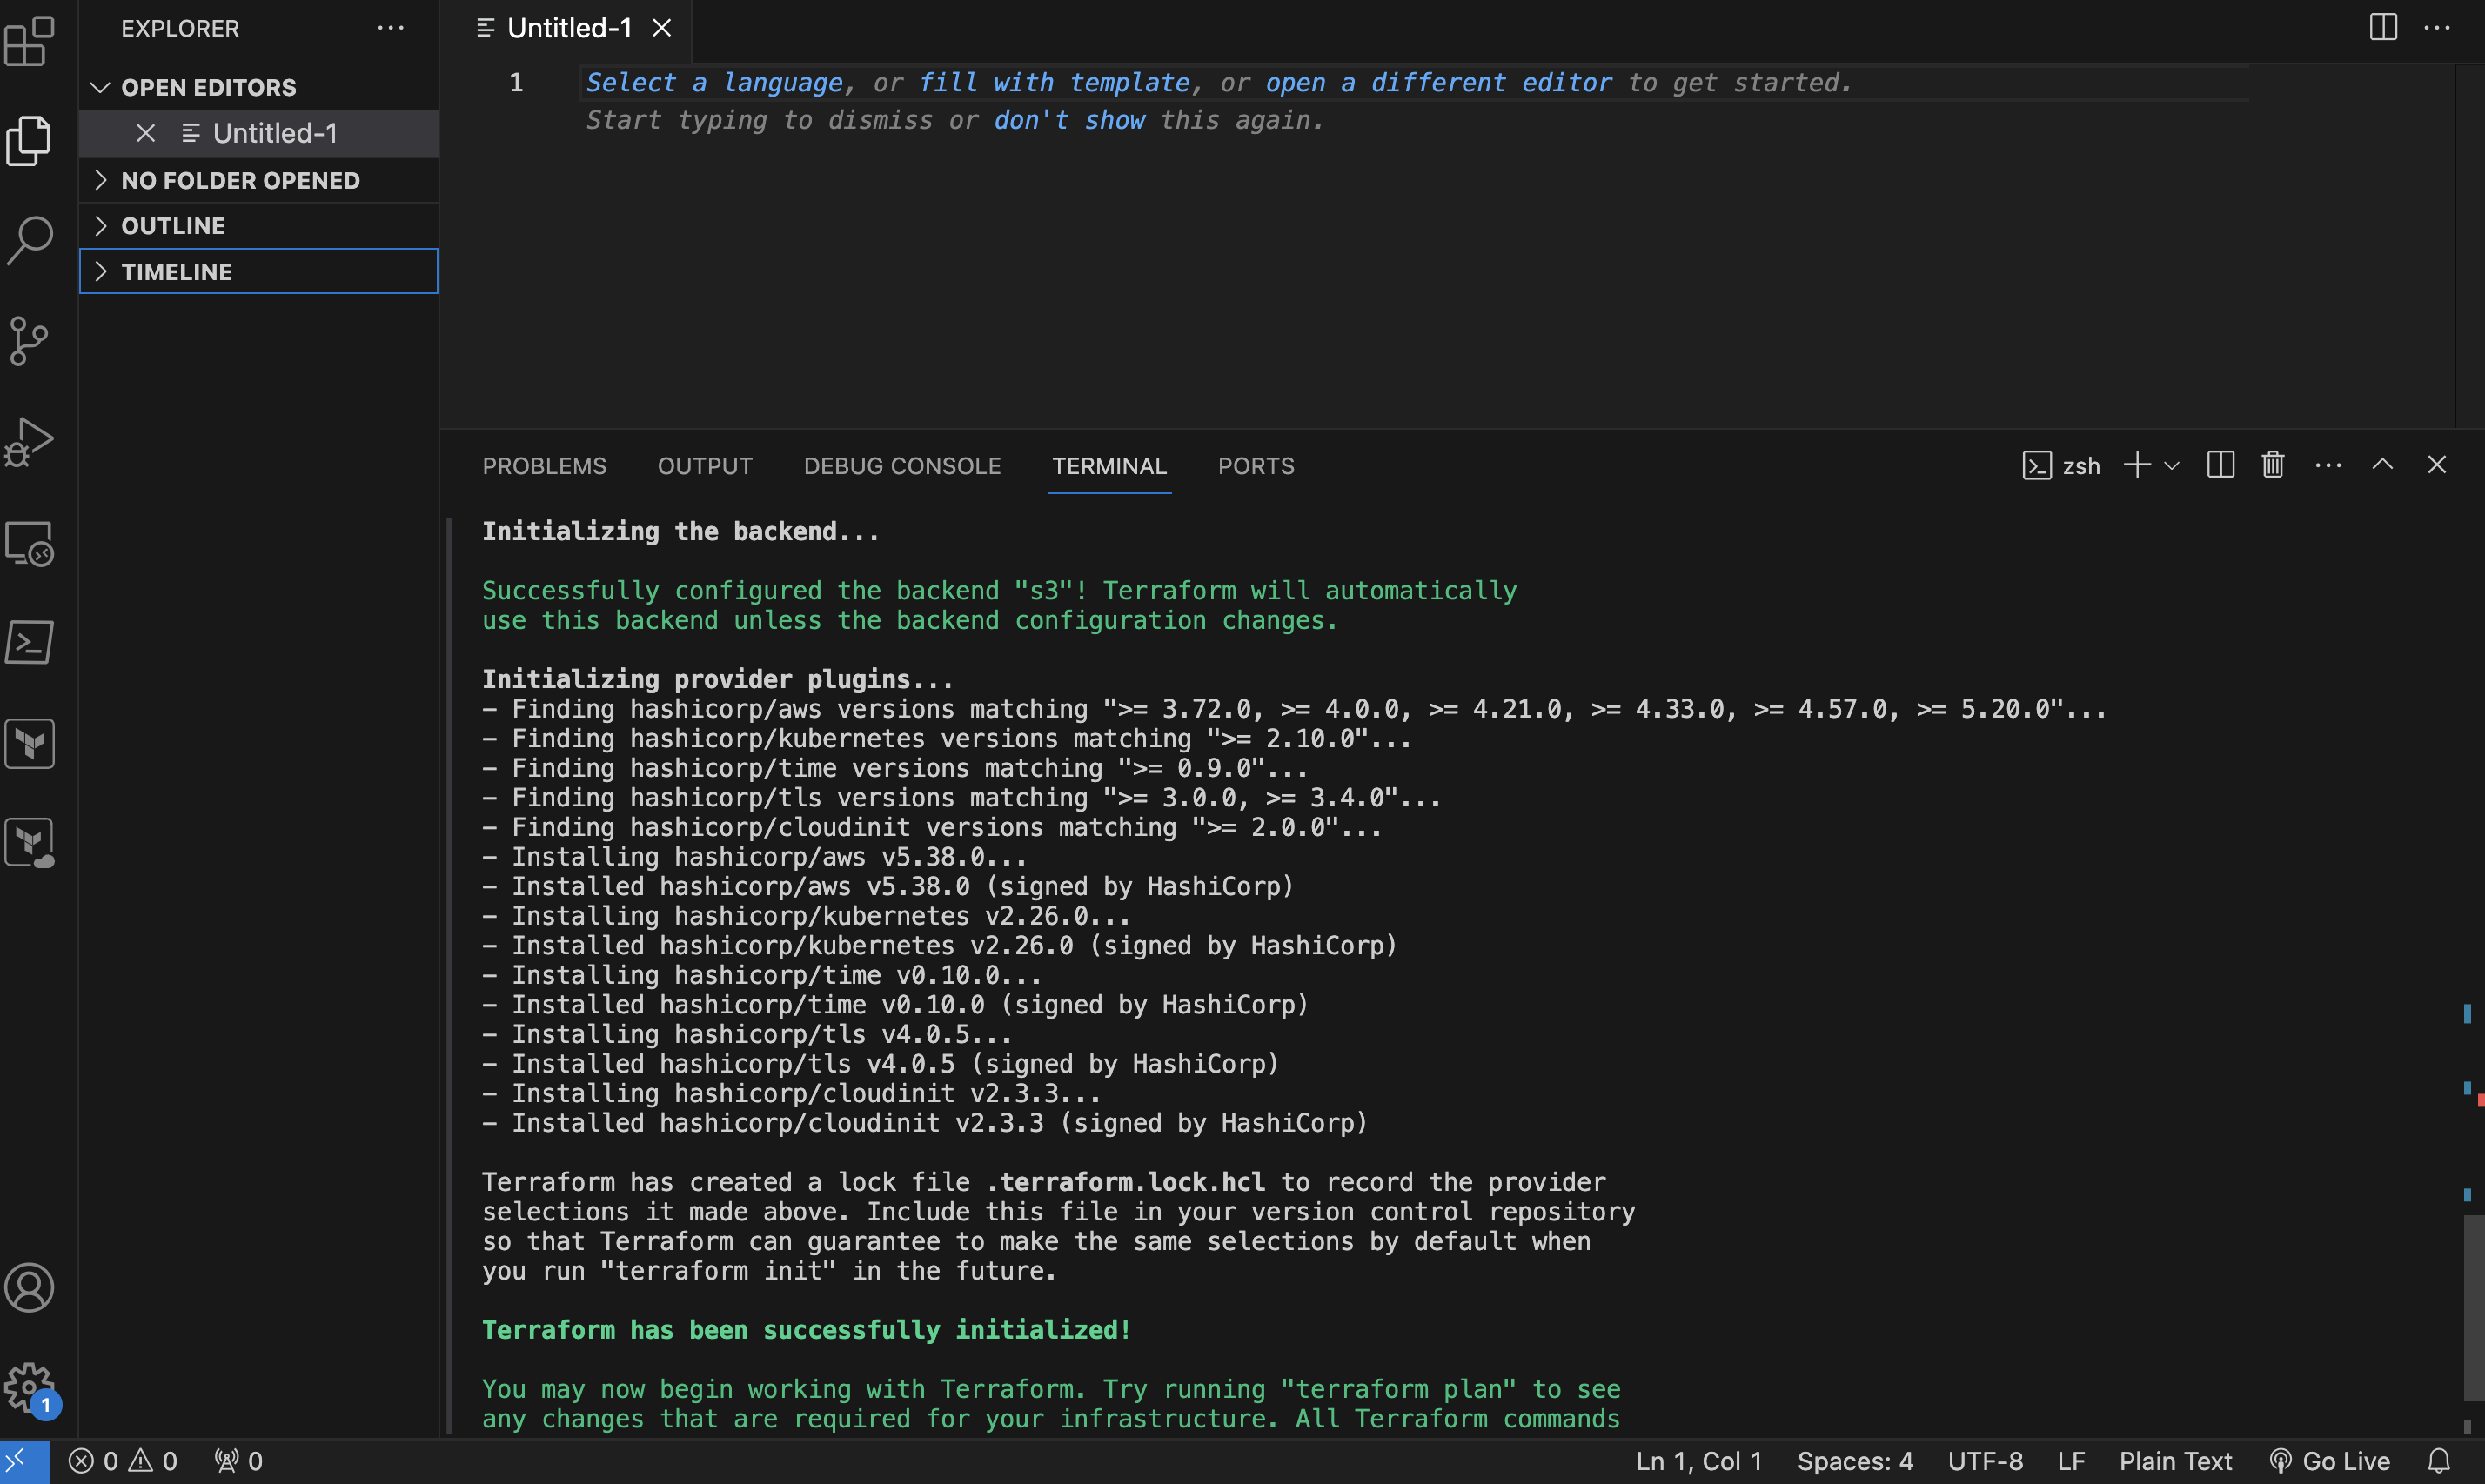 EXPLORER
Untitled-1
OPEN EDITORS
Untitled-1
NO FOLDER OPENED
OUTLINE
TIMELINE
1
Select a language, or fill with template, or open a different editor to get started.
Start typing to dismiss or don't show this again.
PROBLEMS OUTPUT DEBUG CONSOLE TERMINAL PORTS zsh
Initializing the backend...
Successfully configured the backend "s3"! Terraform will automatically
use this backend unless the backend configuration changes.
Initializing provider plugins...
- Finding hashicorp/aws versions matching ">= 3.72.0, >= 4.0.0, >= 4.21.0, >= 4.33.0, >= 4.57.0, >= 5.20.0"...
- Finding hashicorp/kubernetes versions matching ">= 2.10.0"...
- Finding hashicorp/time versions matching ">= 0.9.0"...
- Finding hashicorp/tls versions matching ">= 3.0.0, >= 3.4.0"...
- Finding hashicorp/cloudinit versions matching ">= 2.0.0"...
- Installing hashicorp/aws v5.38.0...
- Installed hashicorp/aws v5.38.0 (signed by HashiCorp)
- Installing hashicorp/kubernetes v2.26.0...
- Installed hashicorp/kubernetes v2.26.0 (signed by HashiCorp)
- Installing hashicorp/time v0.10.0...
- Installed hashicorp/time v0.10.0 (signed by HashiCorp)
- Installing hashicorp/tls v4.0.5...
- Installed hashicorp/tls v4.0.5 (signed by HashiCorp)
- Installing hashicorp/cloudinit v2.3.3...
- Installed hashicorp/cloudinit v2.3.3 (signed by HashiCorp)
Terraform has created a lock file .terraform.lock.hcl to record the provider
selections it made above. Include this file in your version control repository
so that Terraform can guarantee to make the same selections by default when
you run "terraform init" in the future.
Terraform has been successfully initialized!
You may now begin working with Terraform. Try running "terraform plan" to see
any changes that are required for your infrastructure. All Terraform commands
1
0 0 0 Ln 1, Col 1 Spaces: 4 UTF-8 LF Plain Text Go Live